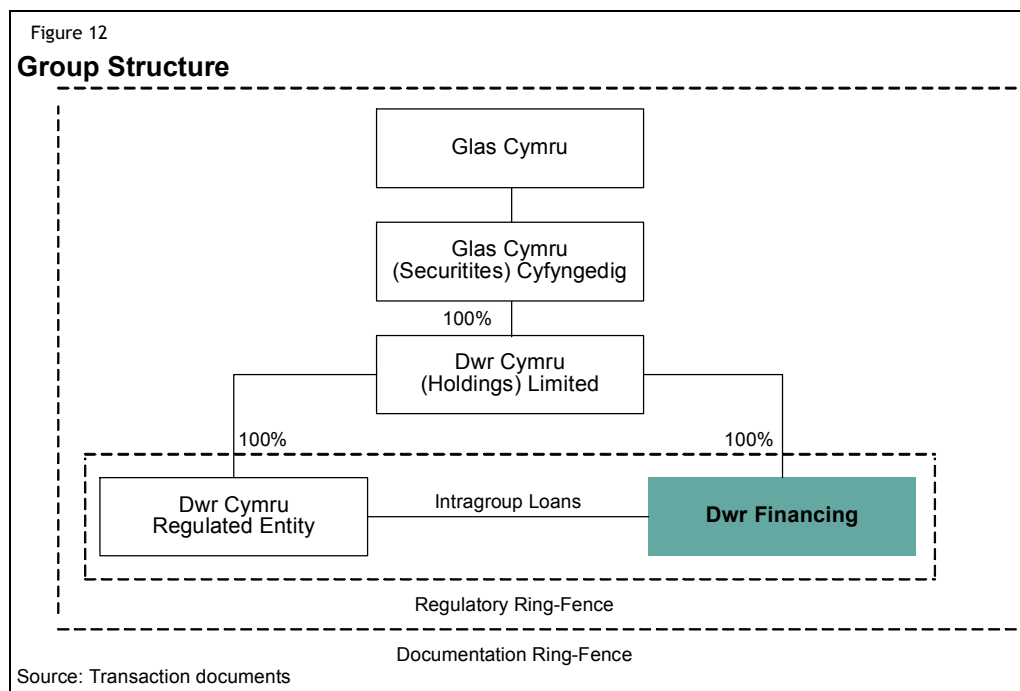 Figure 12
Group Structure
Glas Cymru
Glas Cymru
(Securitites) Cyfyngedig
100%
Dwr Cymru
(Holdings) Limited
100%
100%
Dwr Cymru
Regulated Entity
Intragroup Loans
Dwr Financing
Regulatory Ring-Fence
Documentation Ring-Fence
Source: Transaction documents